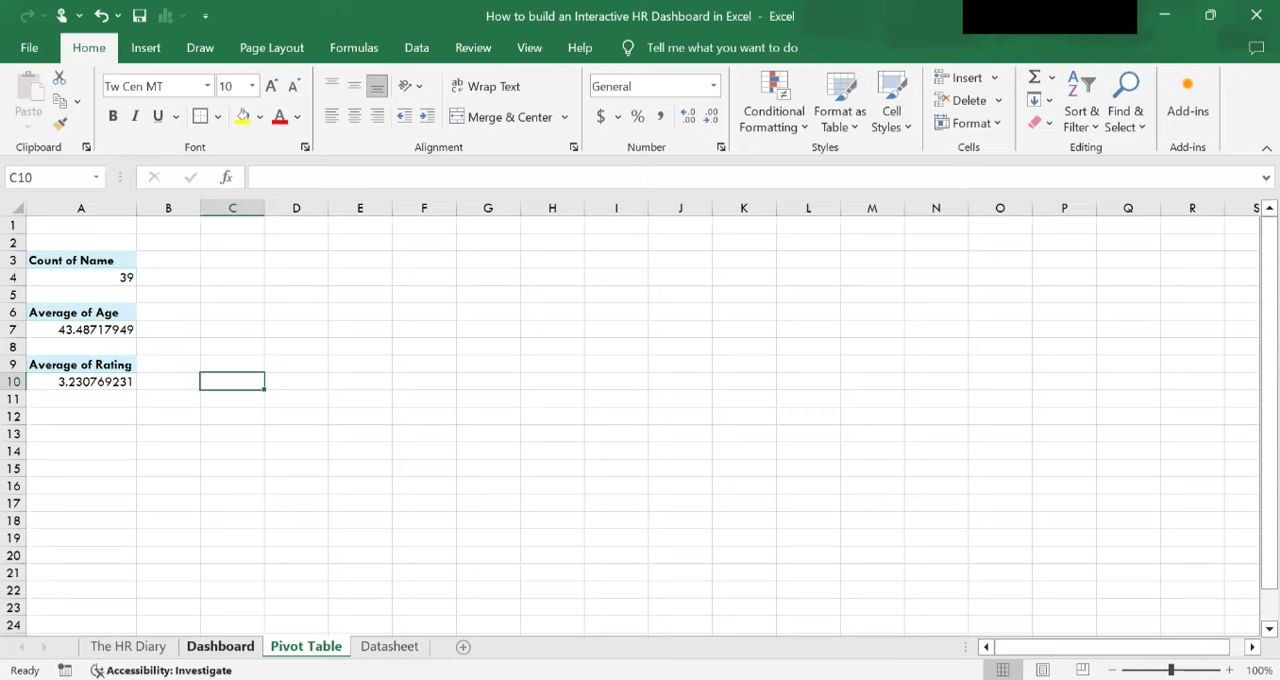 How to build an Interactive HR Dashboard in Excel - Excel
File Home Insert Draw Page Layout Formulas Data Review View Help Tell me what you want to do
Paste
Clipboard
Tw Cen MT 10 A A
B I U A
Font
Wrap Text
Merge & Center
Alignment
General
$ % ,
Number
Conditional Formatting
Format as Table
Cell Styles
Styles
Insert
Delete
Format
Cells
Sort & Filter
Find & Select
Editing
Add-ins
Add-ins
C10 fx
A B C D E F G H I J K L M N O P Q R S
1
2
3 Count of Name
4 39
5
6 Average of Age
7 43.48717949
8
9 Average of Rating
10 3.230769231
11
12
13
14
15
16
17
18
19
20
21
22
23
24
The HR Diary Dashboard Pivot Table Datasheet
Ready Accessibility: Investigate 100%